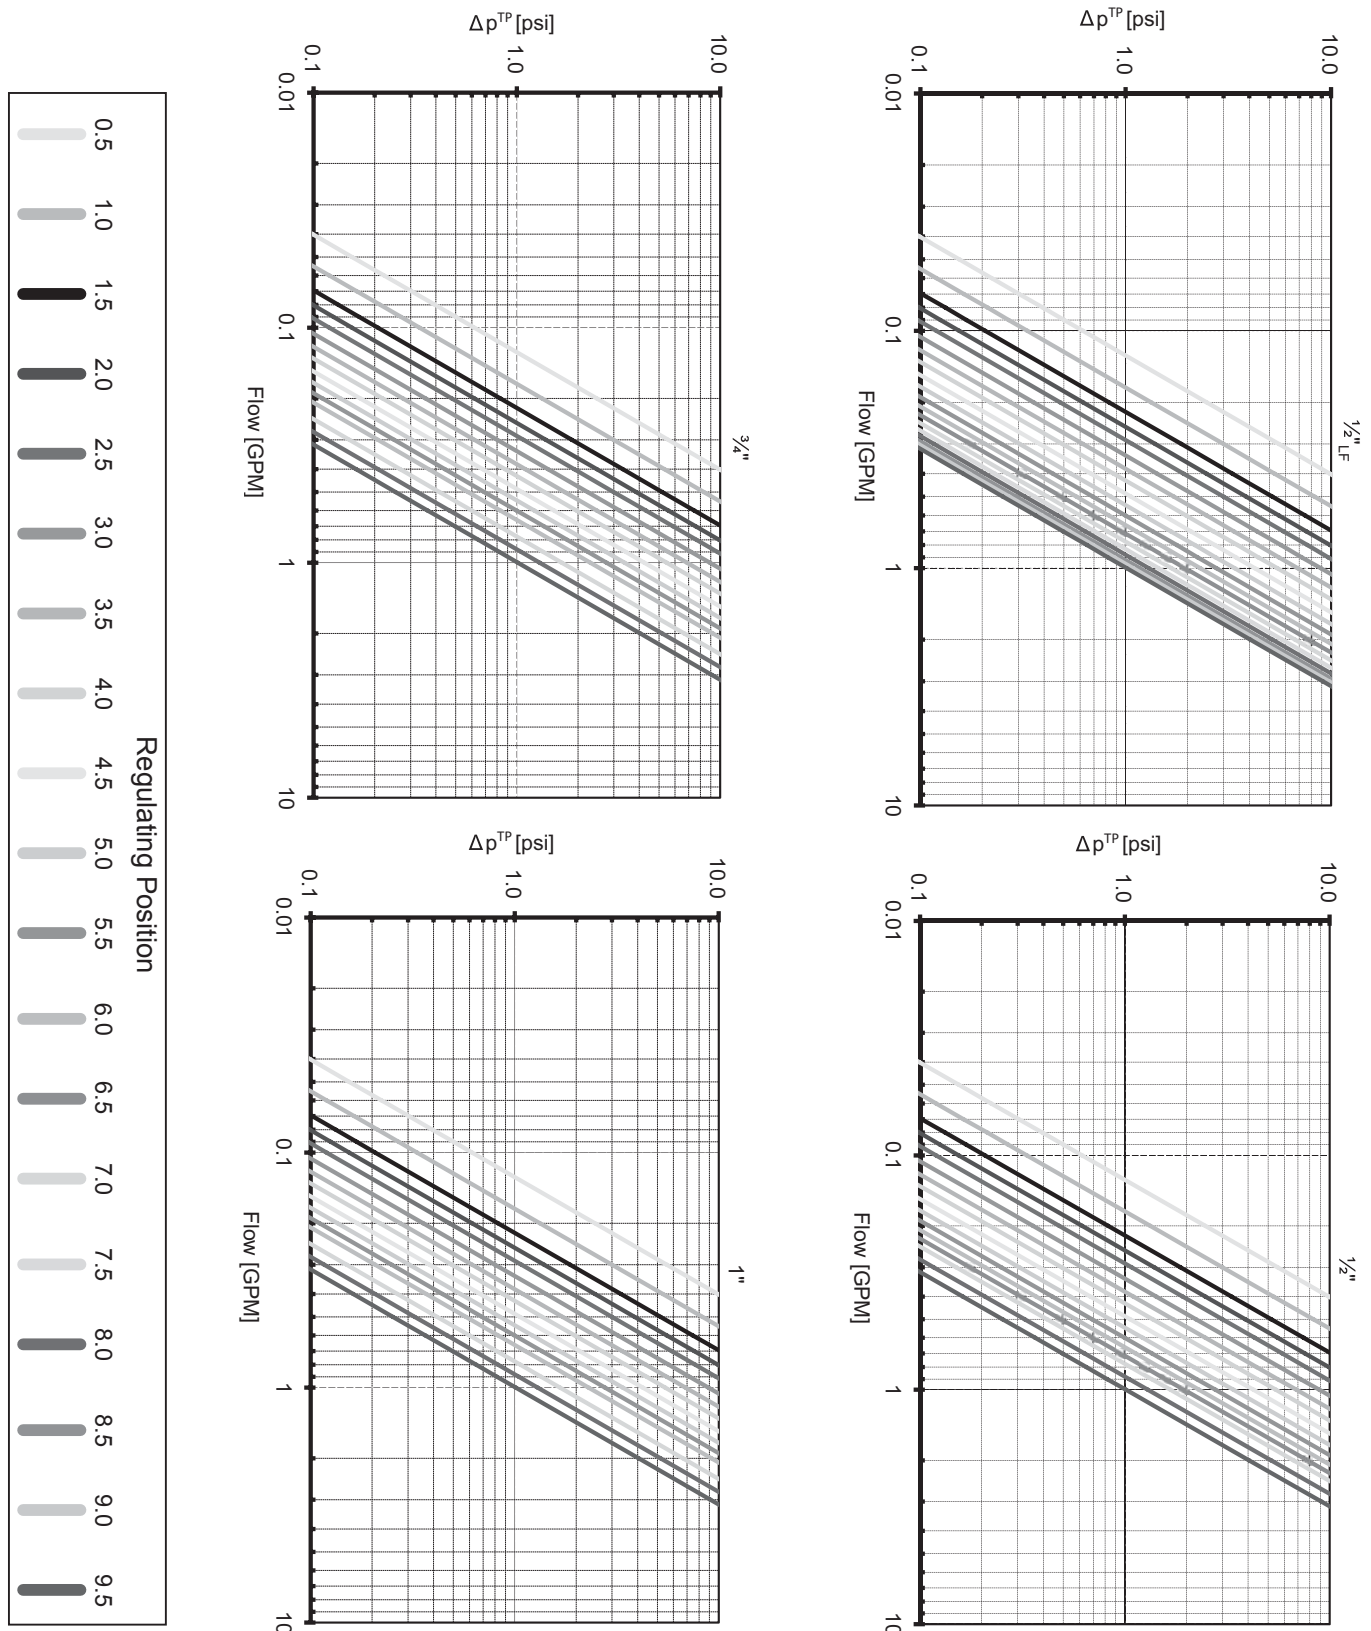 ½" LF
Δp^TP [psi]
10.0
1.0
0.1
0.01
0.1
1
10
Flow [GPM]
½"
Δp^TP [psi]
10.0
1.0
0.1
0.01
0.1
1
10
Flow [GPM]
¾"
Δp^TP [psi]
10.0
1.0
0.1
0.01
0.1
1
10
Flow [GPM]
1"
Δp^TP [psi]
10.0
1.0
0.1
0.01
0.1
1
10
Flow [GPM]
Regulating Position
0.5 1.0 1.5 2.0 2.5 3.0 3.5 4.0 4.5 5.0 5.5 6.0 6.5 7.0 7.5 8.0 8.5 9.0 9.5